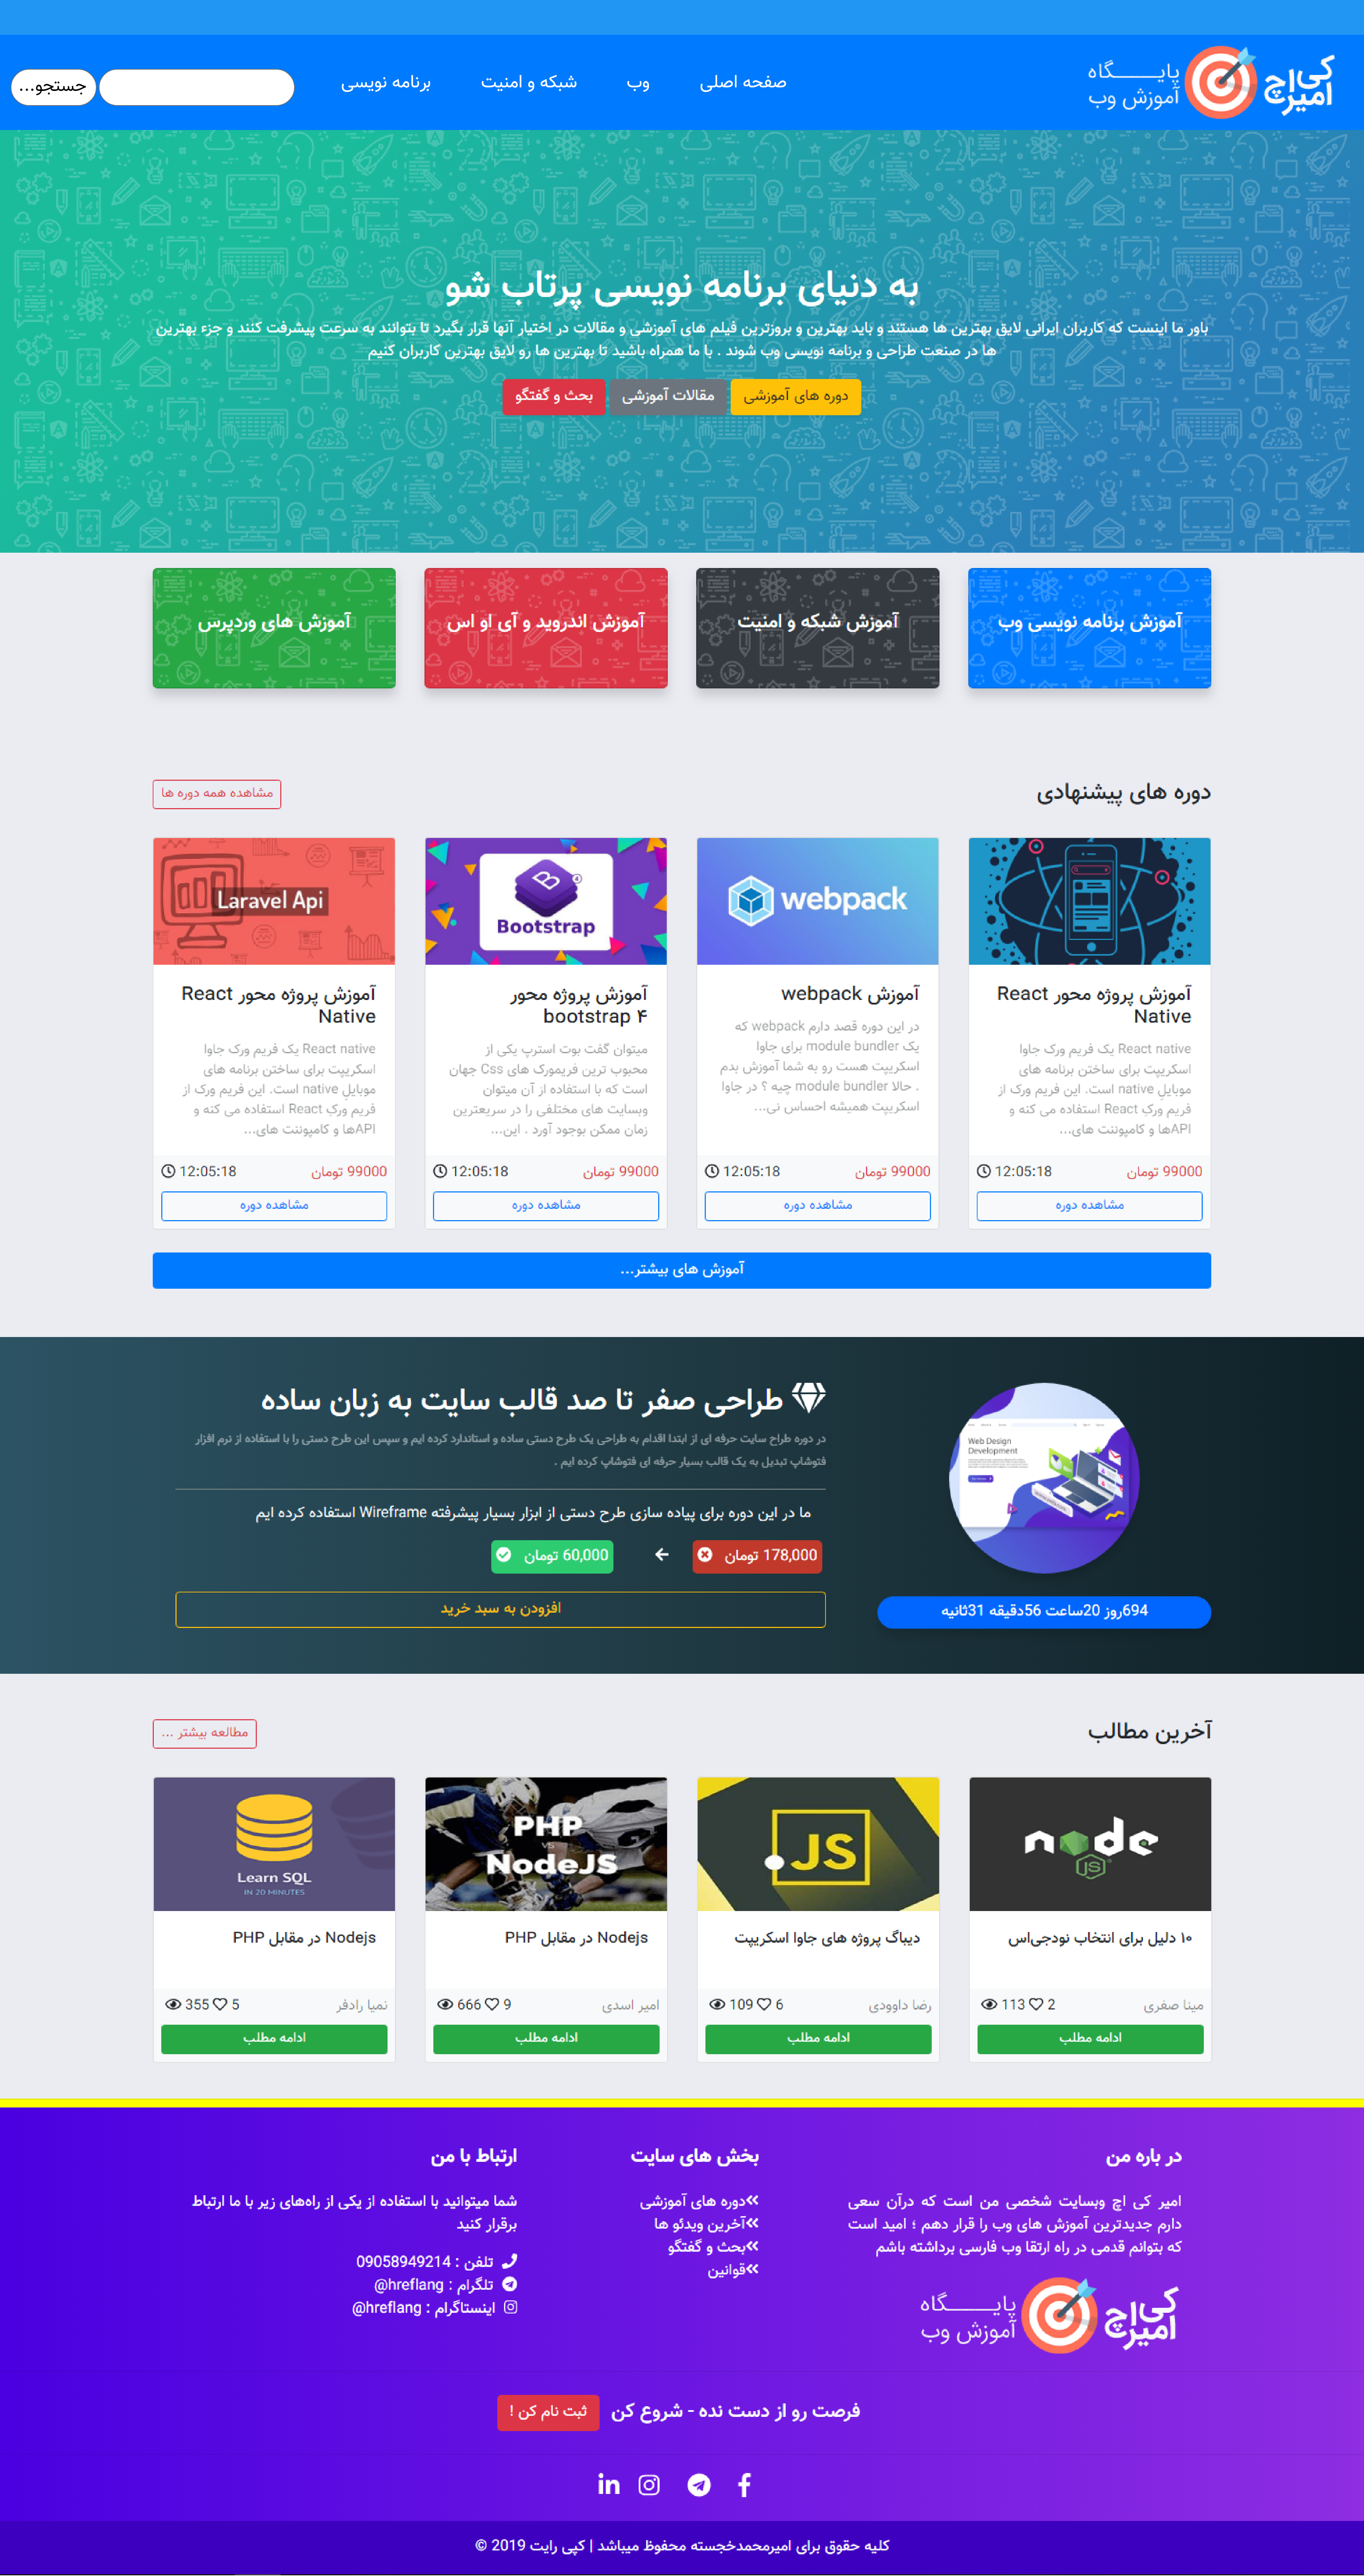 کی‌اچ
امیر
پایــــگاه
آموزش وب
صفحه اصلی
وب
شبکه و امنیت
برنامه نویسی
جستجو...
به دنیای برنامه نویسی پرتاب شو
باور ما اینست که کاربران ایرانی لایق بهترین ها هستند و باید بهترین و بروزترین فیلم های آموزشی و مقالات در اختیار آنها قرار بگیرد تا بتوانند به سرعت پیشرفت کنند و جزء بهترین
ها در صنعت طراحی و برنامه نویسی وب شوند . با ما همراه باشید تا بهترین ها رو لایق بهترین کاربران کنیم
دوره های آموزشی
مقالات آموزشی
بحث و گفتگو
آموزش برنامه نویسی وب
آموزش شبکه و امنیت
آموزش اندروید و آی او اس
آموزش های وردپرس
دوره های پیشنهادی
مشاهده همه دوره ها
آموزش پروژه محور React
Native
React native یک فریم ورک جاوا
اسکریپت برای ساختن برنامه های
موبایل native است. این فریم ورک از
فریم ورک React استفاده می کنه و
APIها و کامپوننت های...
99000 تومان
12:05:18
مشاهده دوره
webpack
آموزش webpack
در این دوره قصد دارم webpack که
یک module bundler برای جاوا
اسکریپت هست رو به شما آموزش بدم
. حالا module bundler چیه ؟ در جاوا
اسکریپت همیشه احساس نی...
99000 تومان
12:05:18
مشاهده دوره
Bootstrap
آموزش پروژه محور
bootstrap ۴
میتوان گفت بوت استرپ یکی از
محبوب ترین فریمورک های Css جهان
است که با استفاده از آن میتوان
وبسایت های مختلفی را در سریعترین
زمان ممکن بوجود آورد . این...
99000 تومان
12:05:18
مشاهده دوره
Laravel Api
آموزش پروژه محور React
Native
React native یک فریم ورک جاوا
اسکریپت برای ساختن برنامه های
موبایل native است. این فریم ورک از
فریم ورک React استفاده می کنه و
APIها و کامپوننت های...
99000 تومان
12:05:18
مشاهده دوره
آموزش های بیشتر...
Web Design
Development
694روز 20ساعت 56دقیقه 31ثانیه
طراحی صفر تا صد قالب سایت به زبان ساده
در دوره طراح سایت حرفه ای از ابتدا اقدام به طراحی یک طرح دستی ساده و استاندارد کرده ایم و سپس این طرح دستی را با استفاده از نرم افزار
فتوشاپ تبدیل به یک قالب بسیار حرفه ای فتوشاپ کرده ایم .
ما در این دوره برای پیاده سازی طرح دستی از ابزار بسیار پیشرفته Wireframe استفاده کرده ایم
178,000 تومان
60,000 تومان
افزودن به سبد خرید
آخرین مطالب
مطالعه بیشتر ...
node
JS
۱۰ دلیل برای انتخاب نودجی‌اس
مینا صفری
2
113
ادامه مطلب
JS
دیباگ پروژه های جاوا اسکریپت
رضا داوودی
6
109
ادامه مطلب
PHP
VS
NodeJS
Nodejs در مقابل PHP
امیر اسدی
9
666
ادامه مطلب
Learn SQL
IN 20 MINUTES
Nodejs در مقابل PHP
نمیا رادفر
5
355
ادامه مطلب
در باره من
امیر کی اچ وبسایت شخصی من است که درآن سعی
دارم جدیدترین آموزش های وب را قرار دهم ؛ امید است
که بتوانم قدمی در راه ارتقا وب فارسی برداشته باشم
کی‌اچ
امیر
پایــــگاه
آموزش وب
بخش های سایت
»دوره های آموزشی
»آخرین ویدئو ها
»بحث و گفتگو
»قوانین
ارتباط با من
شما میتوانید با استفاده از یکی از راه‌های زیر با ما ارتباط
برقرار کنید
تلفن : 09058949214
تلگرام : hreflang@
اینستاگرام : hreflang@
فرصت رو از دست نده - شروع کن
ثبت نام کن !
کلیه حقوق برای امیرمحمدخجسته محفوظ میباشد | کپی رایت 2019 ©